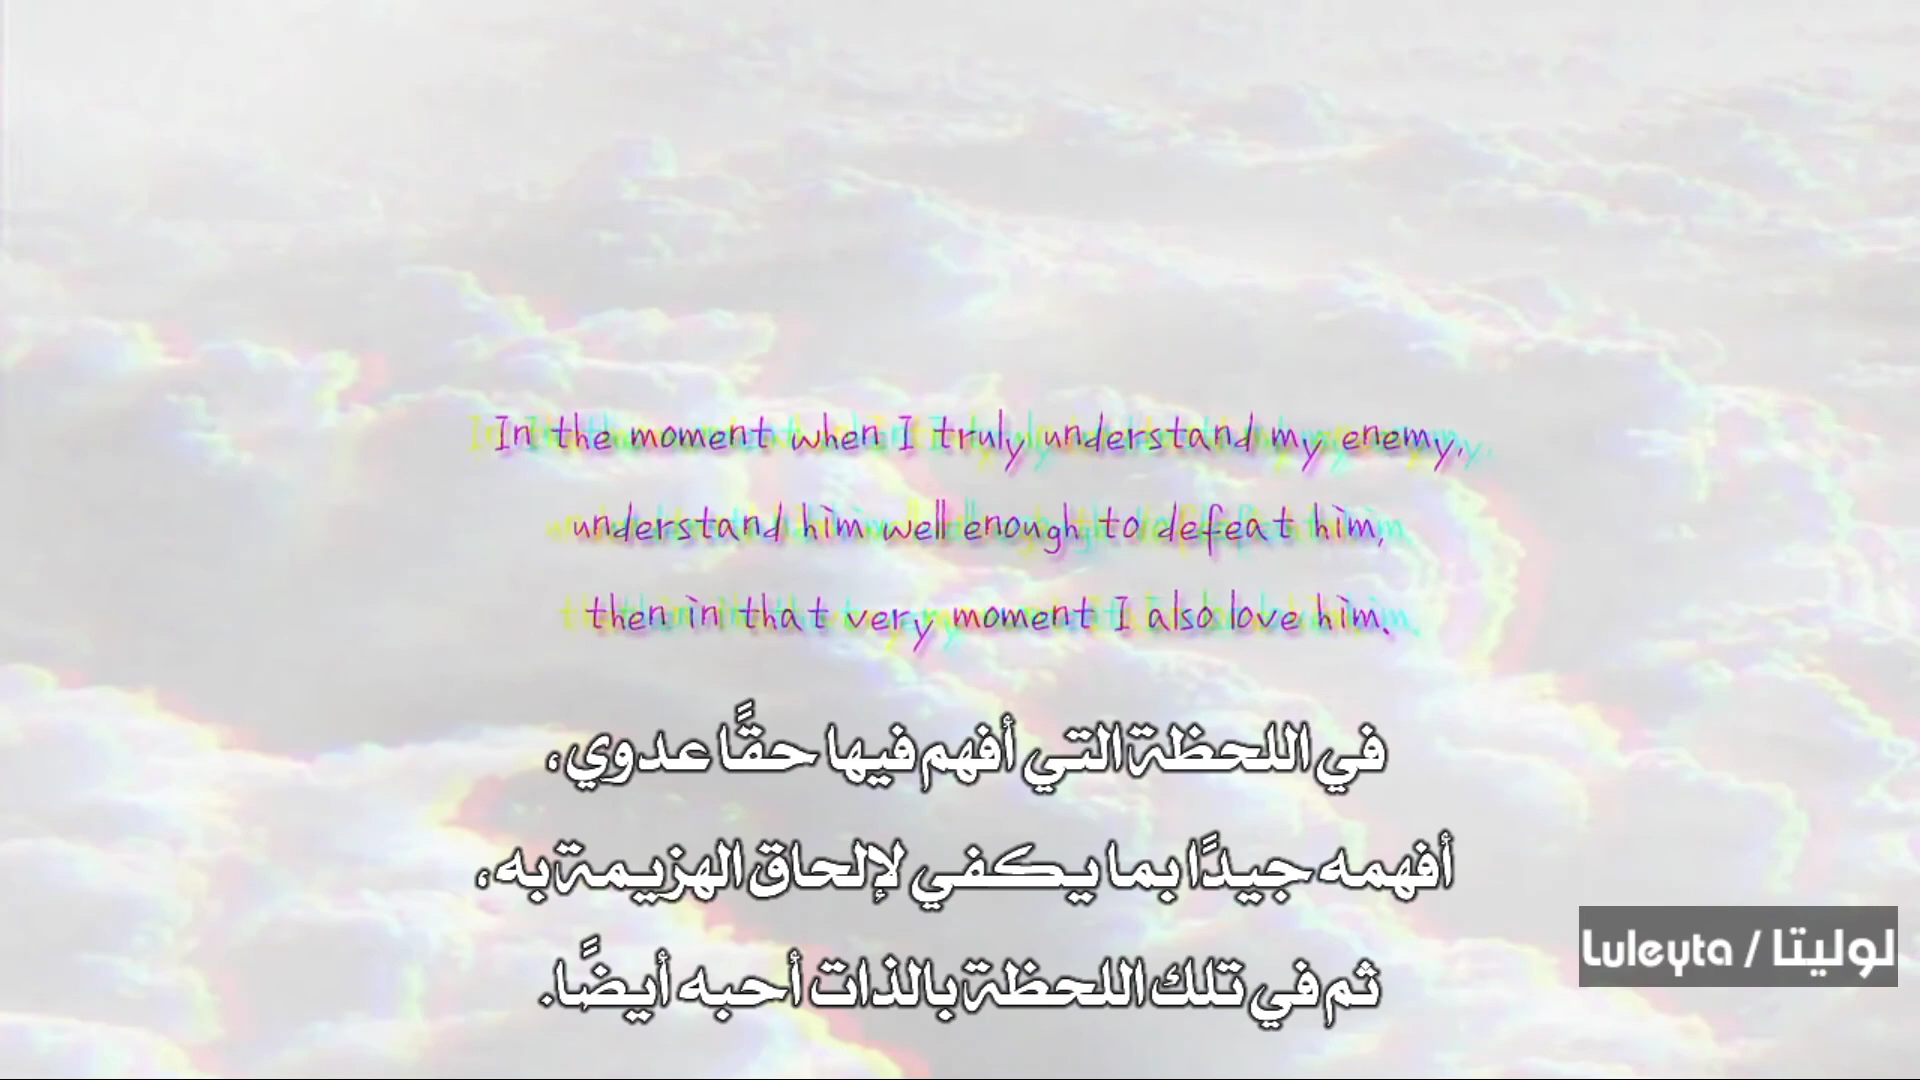 In the moment when I truly understand my enemy,
understand him well enough to defeat him,
then in that very moment I also love him.
في اللحظة التي أفهم فيها حقًا عدوي،
أفهمه جيدًا بما يكفي لإلحاق الهزيمة به،
ثم في تلك اللحظة بالذات أحبه أيضًا.
Luleyta / لوليتا